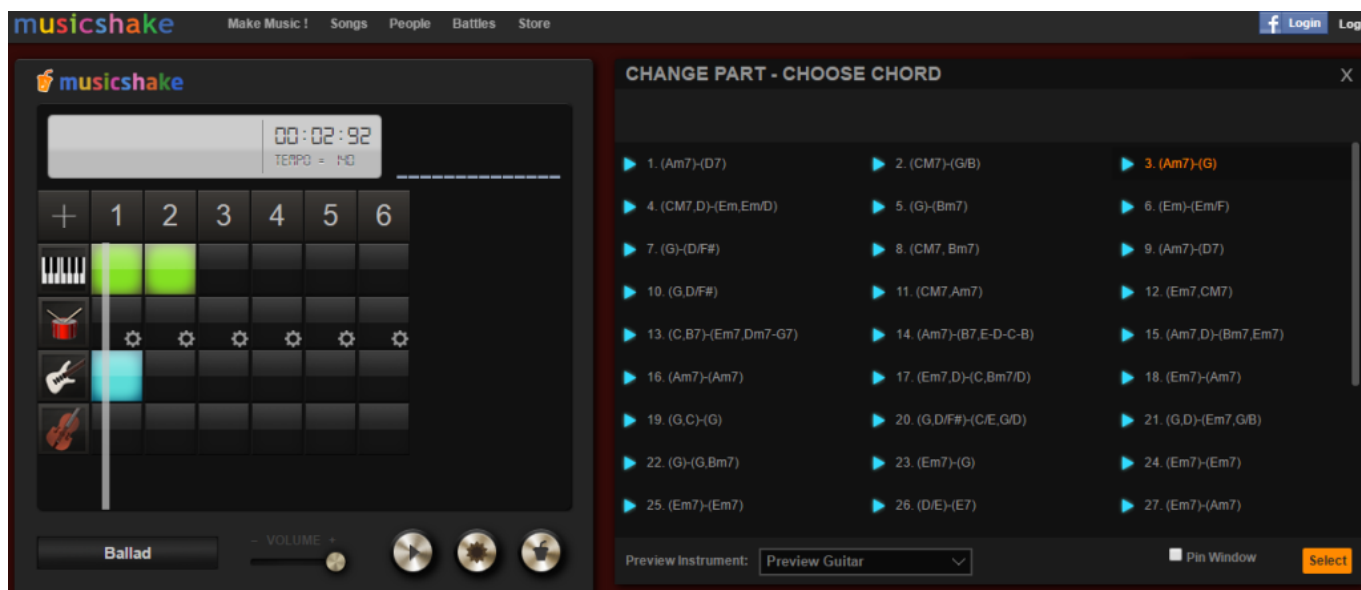 musicshake Make Music ! Songs People Battles Store f Login Log
musicshake
00:02:92
TEMPO = 140
+ 1 2 3 4 5 6
Ballad
- VOLUME +
CHANGE PART - CHOOSE CHORD X
1. (Am7)-(D7) 2. (CM7)-(G/B) 3. (Am7)-(G)
4. (CM7,D)-(Em,Em/D) 5. (G)-(Bm7) 6. (Em)-(Em/F)
7. (G)-(D/F#) 8. (CM7, Bm7) 9. (Am7)-(D7)
10. (G,D/F#) 11. (CM7,Am7) 12. (Em7,CM7)
13. (C,B7)-(Em7,Dm7-G7) 14. (Am7)-(B7,E-D-C-B) 15. (Am7,D)-(Bm7,Em7)
16. (Am7)-(Am7) 17. (Em7,D)-(C,Bm7/D) 18. (Em7)-(Am7)
19. (G,C)-(G) 20. (G,D/F#)-(C/E,G/D) 21. (G,D)-(Em7,G/B)
22. (G)-(G,Bm7) 23. (Em7)-(G) 24. (Em7)-(Em7)
25. (Em7)-(Em7) 26. (D/E)-(E7) 27. (Em7)-(Am7)
Preview Instrument: Preview Guitar Pin Window Select